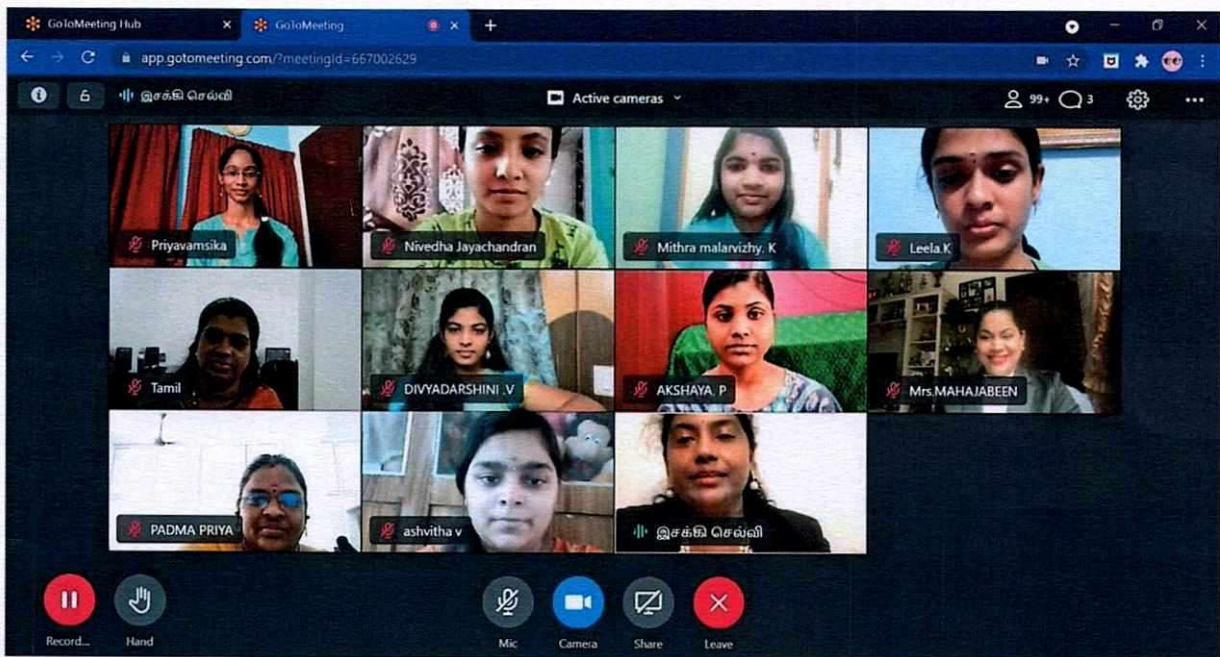 GoToMeeting Hub
GoToMeeting
app.gotomeeting.com/?meetingId=667002629
6
இசக்கி செல்வி
Active cameras
99+
3
Priyavamsika
Nivedha Jayachandran
Mithra malarvizhy. K
Leela.K
Tamil
DIVYADARSHINI .V
AKSHAYA. P
Mrs.MAHAJABEEN
PADMA PRIYA
ashvitha v
இசக்கி செல்வி
Record...
Hand
Mic
Camera
Share
Leave